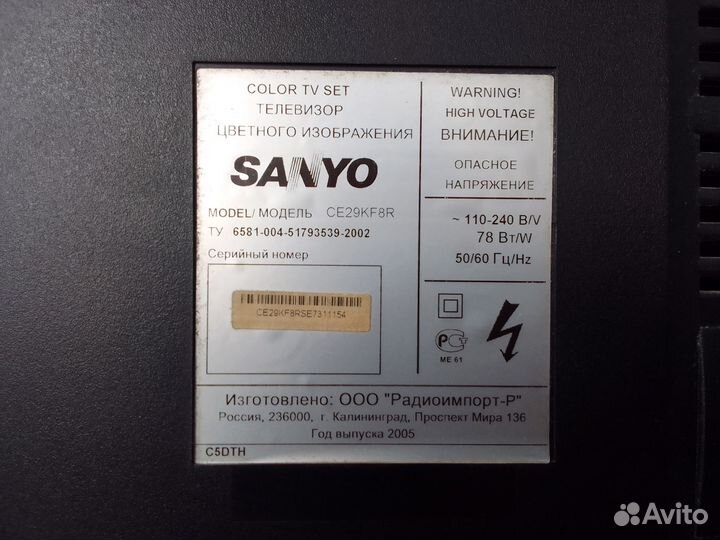 COLOR TV SET
ТЕЛЕВИЗОР
ЦВЕТНОГО ИЗОБРАЖЕНИЯ
SANYO
MODEL/ МОДЕЛЬ CE29KF8R
ТУ 6581-004-51793539-2002
Серийный номер
CE29KF8RSE7311154
WARNING!
HIGH VOLTAGE
ВНИМАНИЕ!
ОПАСНОЕ
НАПРЯЖЕНИЕ
~ 110-240 В/V
78 Вт/W
50/60 Гц/Hz
РСТ
ME 61
Изготовлено: ООО "Радиоимпорт-Р"
Россия, 236000, г. Калининград, Проспект Мира 136
Год выпуска 2005
C5DTH
Avito